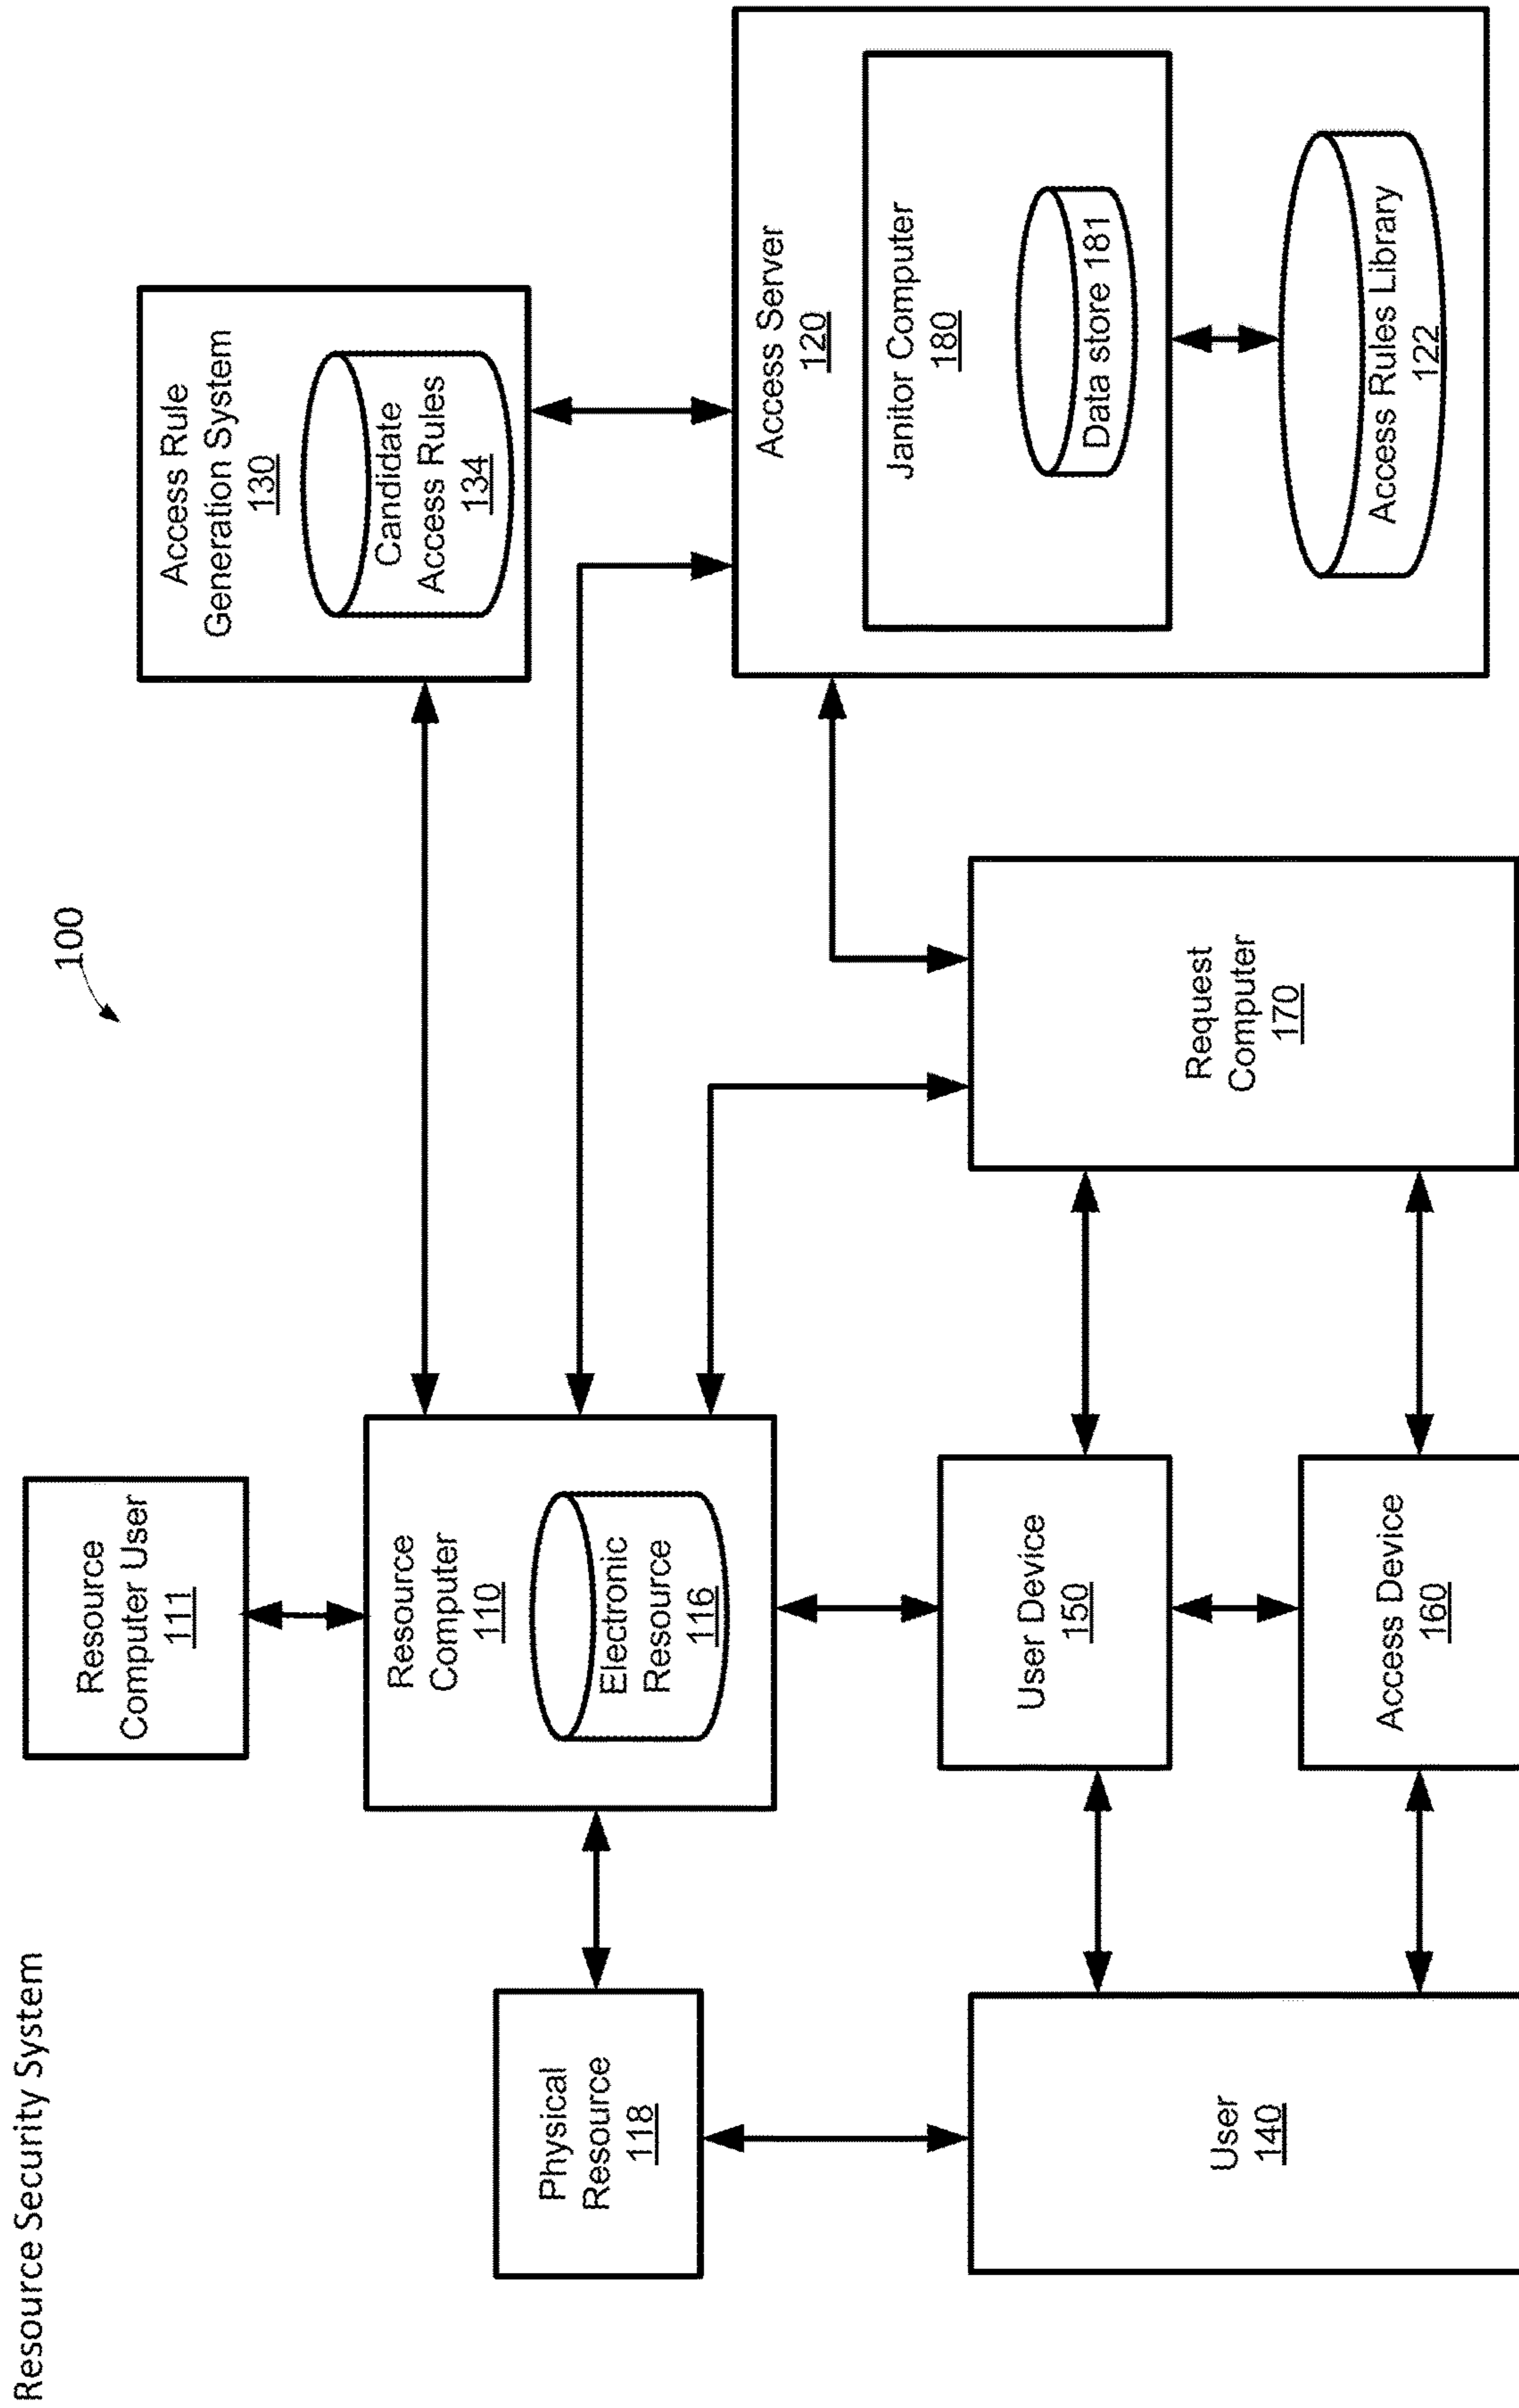 Resource Security System
100
Resource
Computer User
111
Physical
Resource
118
Resource
Computer
110
Electronic
Resource
116
Access Rule
Generation System
130
Candidate
Access Rules
134
User
140
User Device
150
Access Device
160
Request
Computer
170
Access Server
120
Janitor Computer
180
Data store 181
Access Rules Library
122